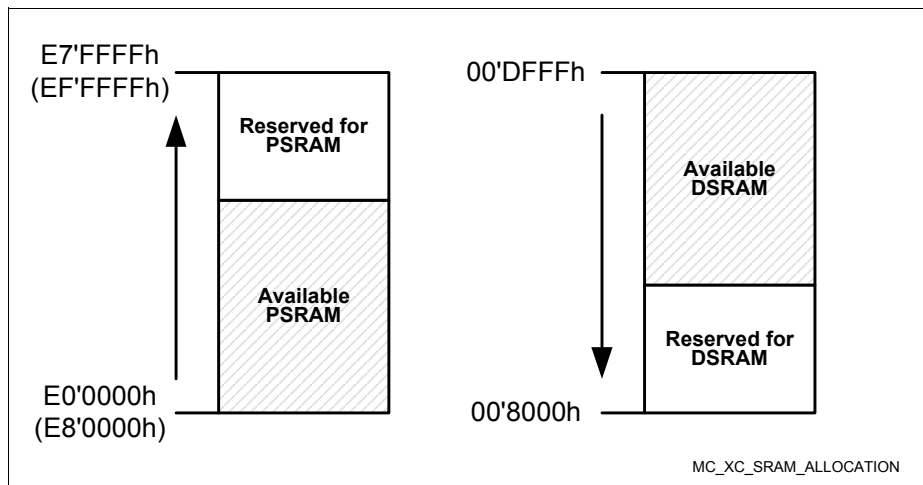 E7'FFFFh
(EF'FFFFh)
Reserved for
PSRAM
Available
PSRAM
E0'0000h
(E8'0000h)
00'DFFFh
Available
DSRAM
Reserved for
DSRAM
00'8000h
MC_XC_SRAM_ALLOCATION